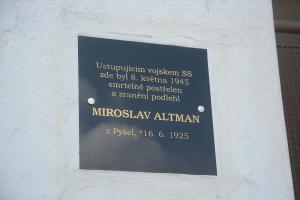 Ustupujícím vojskem SS
zde byl 8. května 1945
smrtelně postřelen
a zranění podlehl
MIROSLAV ALTMAN
z Pyšel, *16. 6. 1925